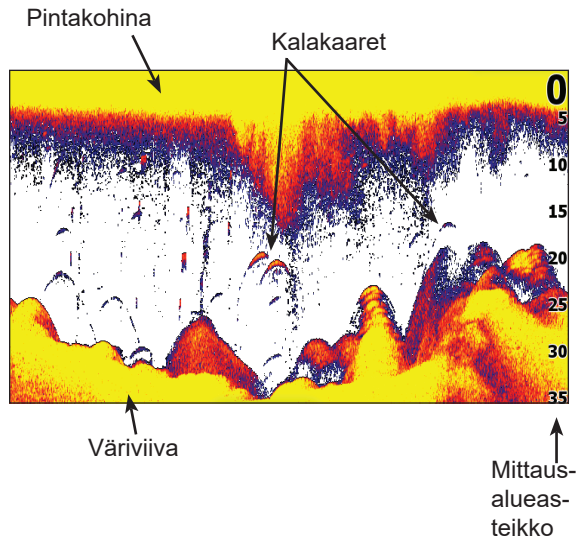 Pintakohina
Kalakaaret
0
5
10
15
20
25
30
35
Väriviiva
Mittaus-
alueas-
teikko